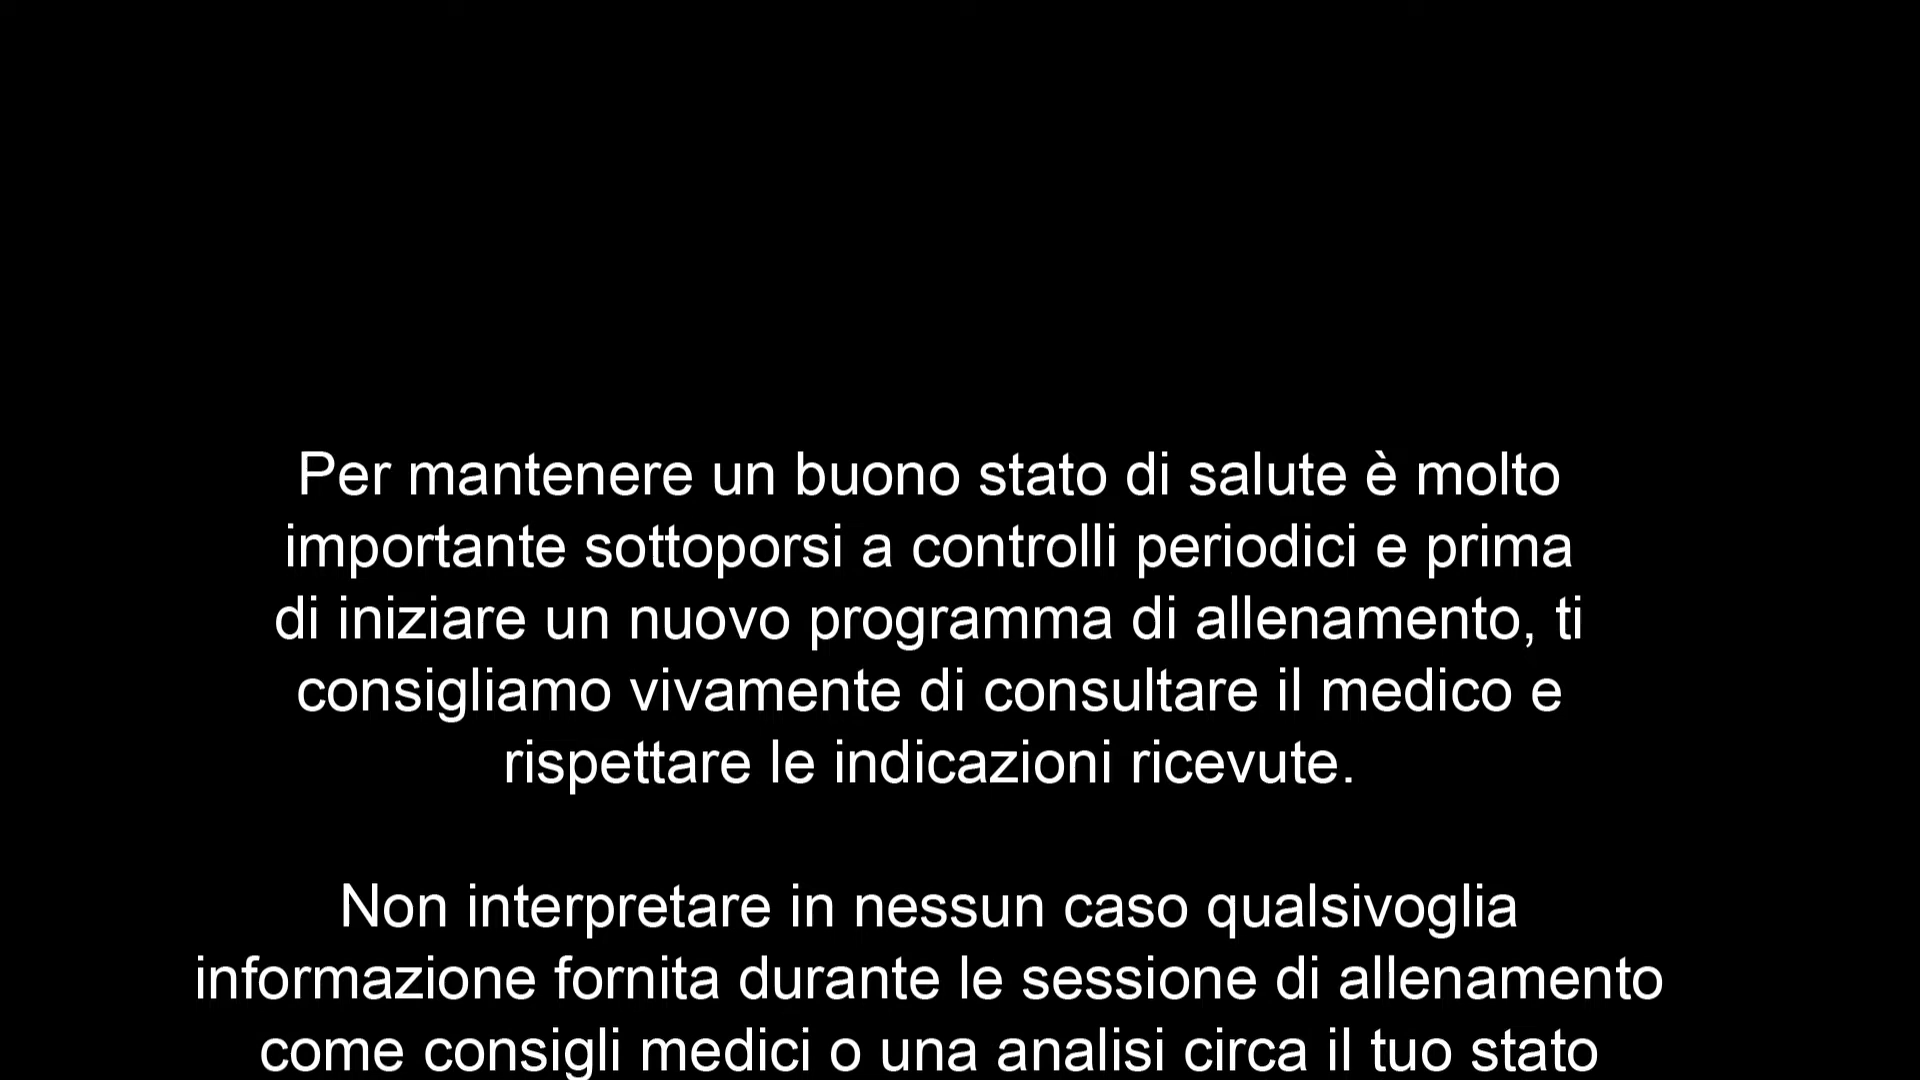 Per mantenere un buono stato di salute è molto
importante sottoporsi a controlli periodici e prima
di iniziare un nuovo programma di allenamento, ti
consigliamo vivamente di consultare il medico e
rispettare le indicazioni ricevute.
Non interpretare in nessun caso qualsivoglia
informazione fornita durante le sessione di allenamento
come consigli medici o una analisi circa il tuo stato